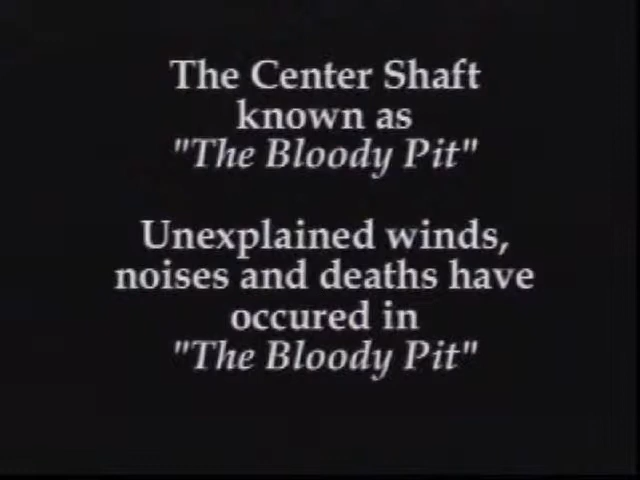 The Center Shaft
known as
"The Bloody Pit"
Unexplained winds,
noises and deaths have
occured in
"The Bloody Pit"